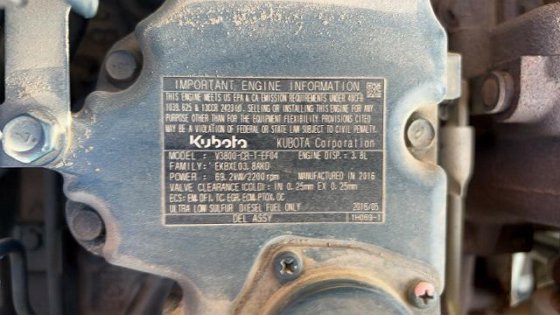 IMPORTANT ENGINE INFORMATION
THIS ENGINE MEETS US EPA & CA EMISSION REQUIREMENTS UNDER 40CFR
1039, 625 & 13CCR 2423(d). SELLING OR INSTALLING THIS ENGINE FOR ANY
PURPOSE OTHER THAN FOR THE EQUIPMENT FLEXIBILITY PROVISIONS CITED
MAY BE A VIOLATION OF FEDERAL OR STATE LAW SUBJECT TO CIVIL PENALTY.
Kubota KUBOTA Corporation
MODEL : V3800-CR-T-EF04 ENGINE DISP. = 3.8L
FAMILY : EKBXL03.8AKD
POWER : 69.2kW/2200rpm MANUFACTURED IN 2016
VALVE CLEARANCE(COLD): IN 0.25mm EX 0.25mm
ECS: EM, DFI, TC, EGR, ECM, PTOX, OC
ULTRA LOW SULFUR DIESEL FUEL ONLY 2016/05
DEL ASSY 1H069-1